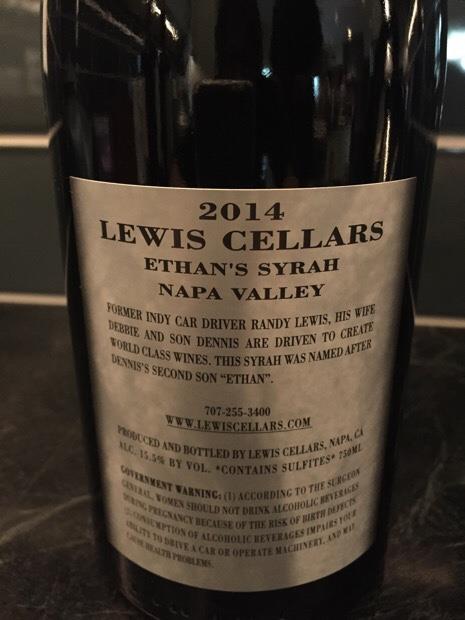 2014
LEWIS CELLARS
ETHAN'S SYRAH
NAPA VALLEY
FORMER INDY CAR DRIVER RANDY LEWIS, HIS WIFE
DEBBIE AND SON DENNIS ARE DRIVEN TO CREATE
WORLD CLASS WINES. THIS SYRAH WAS NAMED AFTER
DENNIS'S SECOND SON "ETHAN".
707-255-3400
WWW.LEWISCELLARS.COM
PRODUCED AND BOTTLED BY LEWIS CELLARS, NAPA, CA
ALC. 15.5% BY VOL. *CONTAINS SULFITES* 750ML
GOVERNMENT WARNING: (1) ACCORDING TO THE SURGEON
GENERAL, WOMEN SHOULD NOT DRINK ALCOHOLIC BEVERAGES
DURING PREGNANCY BECAUSE OF THE RISK OF BIRTH DEFECTS.
(2) CONSUMPTION OF ALCOHOLIC BEVERAGES IMPAIRS YOUR
ABILITY TO DRIVE A CAR OR OPERATE MACHINERY, AND MAY
CAUSE HEALTH PROBLEMS.